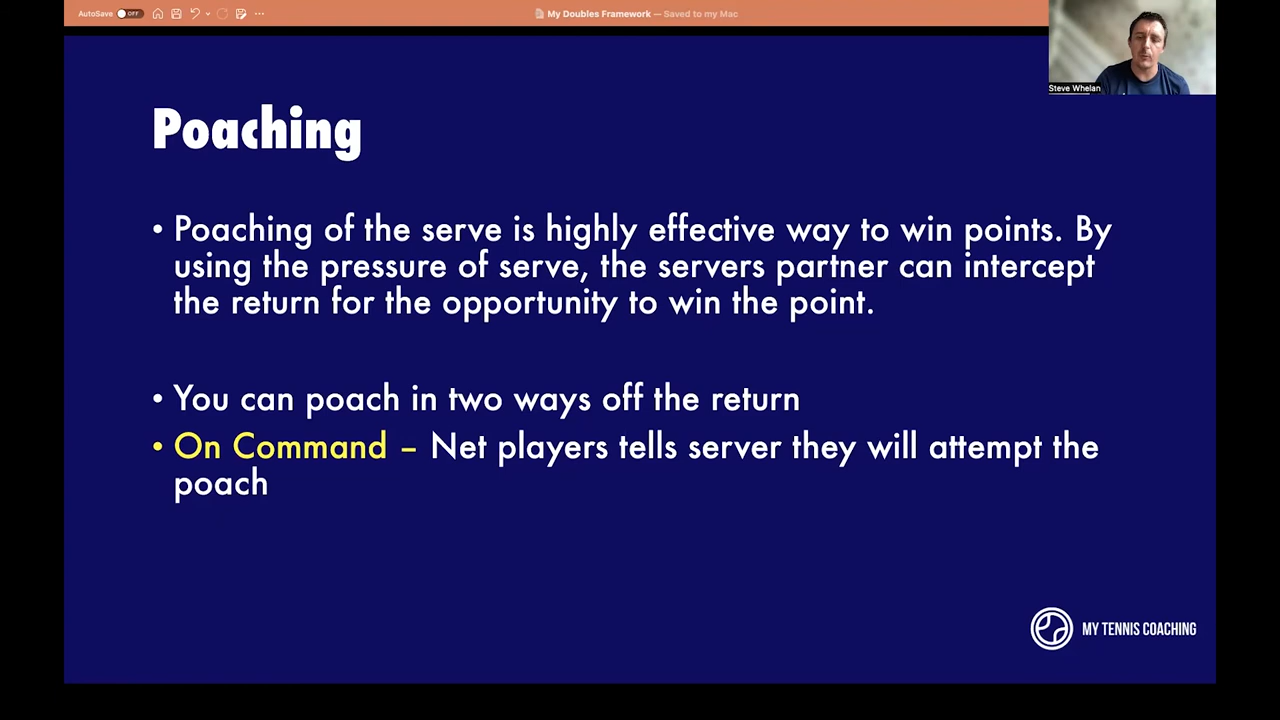 AutoSave OFF
My Doubles Framework — Saved to my Mac
Steve Whelan
Poaching
• Poaching of the serve is highly effective way to win points. By
using the pressure of serve, the servers partner can intercept
the return for the opportunity to win the point.
• You can poach in two ways off the return
• On Command – Net players tells server they will attempt the
poach
MY TENNIS COACHING